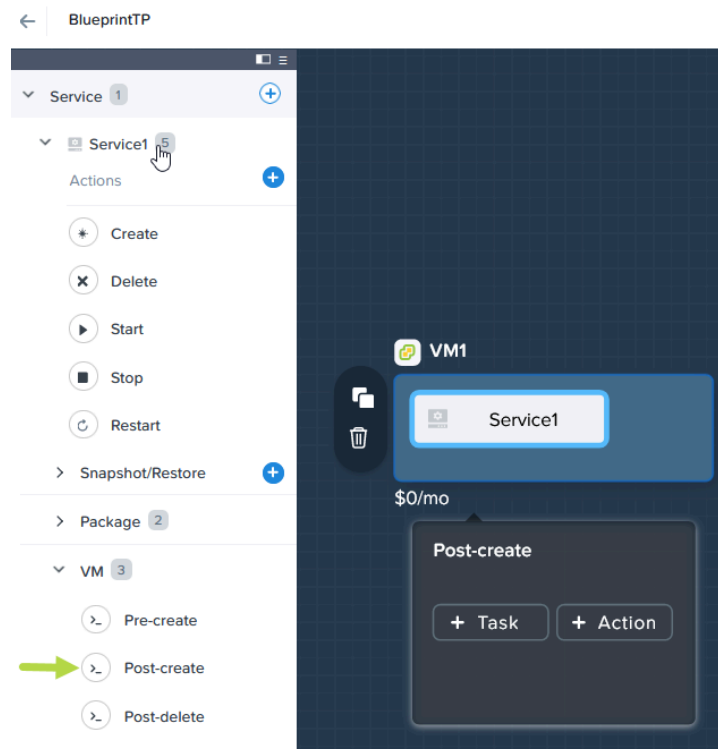 BlueprintTP
Service 1
Service1 5
Actions
Create
Delete
Start
Stop
Restart
Snapshot/Restore
Package 2
VM 3
Pre-create
Post-create
Post-delete
VM1
Service1
$0/mo
Post-create
+ Task + Action